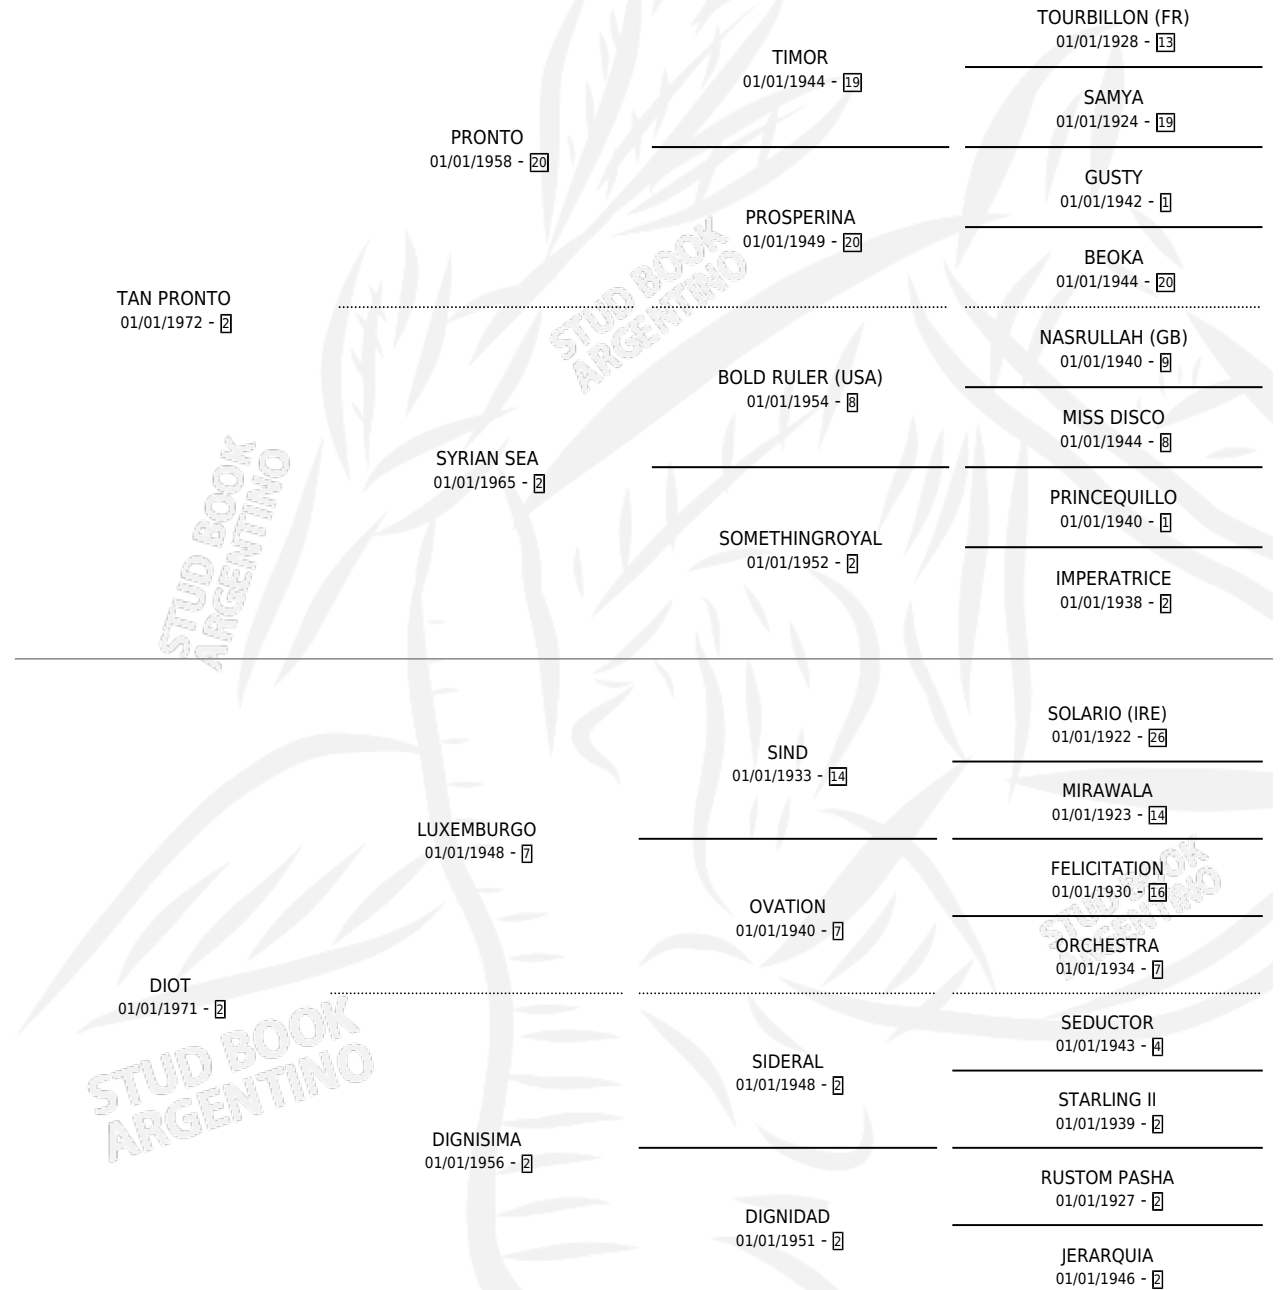 TOURBILLON (FR)
01/01/1928 - 13
TIMOR
01/01/1944 - 19
SAMYA
01/01/1924 - 19
PRONTO
01/01/1958 - 20
GUSTY
01/01/1942 - 1
PROSPERINA
01/01/1949 - 20
BEOKA
01/01/1944 - 20
TAN PRONTO
01/01/1972 - 2
NASRULLAH (GB)
01/01/1940 - 9
BOLD RULER (USA)
01/01/1954 - 8
MISS DISCO
01/01/1944 - 8
SYRIAN SEA
01/01/1965 - 2
PRINCEQUILLO
01/01/1940 - 1
SOMETHINGROYAL
01/01/1952 - 2
IMPERATRICE
01/01/1938 - 2
SOLARIO (IRE)
01/01/1922 - 26
SIND
01/01/1933 - 14
MIRAWALA
01/01/1923 - 14
LUXEMBURGO
01/01/1948 - 7
FELICITATION
01/01/1930 - 16
OVATION
01/01/1940 - 7
ORCHESTRA
01/01/1934 - 7
DIOT
01/01/1971 - 2
SEDUCTOR
01/01/1943 - 4
SIDERAL
01/01/1948 - 2
STARLING II
01/01/1939 - 2
DIGNISIMA
01/01/1956 - 2
RUSTOM PASHA
01/01/1927 - 2
DIGNIDAD
01/01/1951 - 2
JERARQUIA
01/01/1946 - 2
STUD BOOK
ARGENTINO
STUD BOOK
ARGENTINO
STUD BOOK
ARGENTINO
STUD BOOK
ARGENTINO